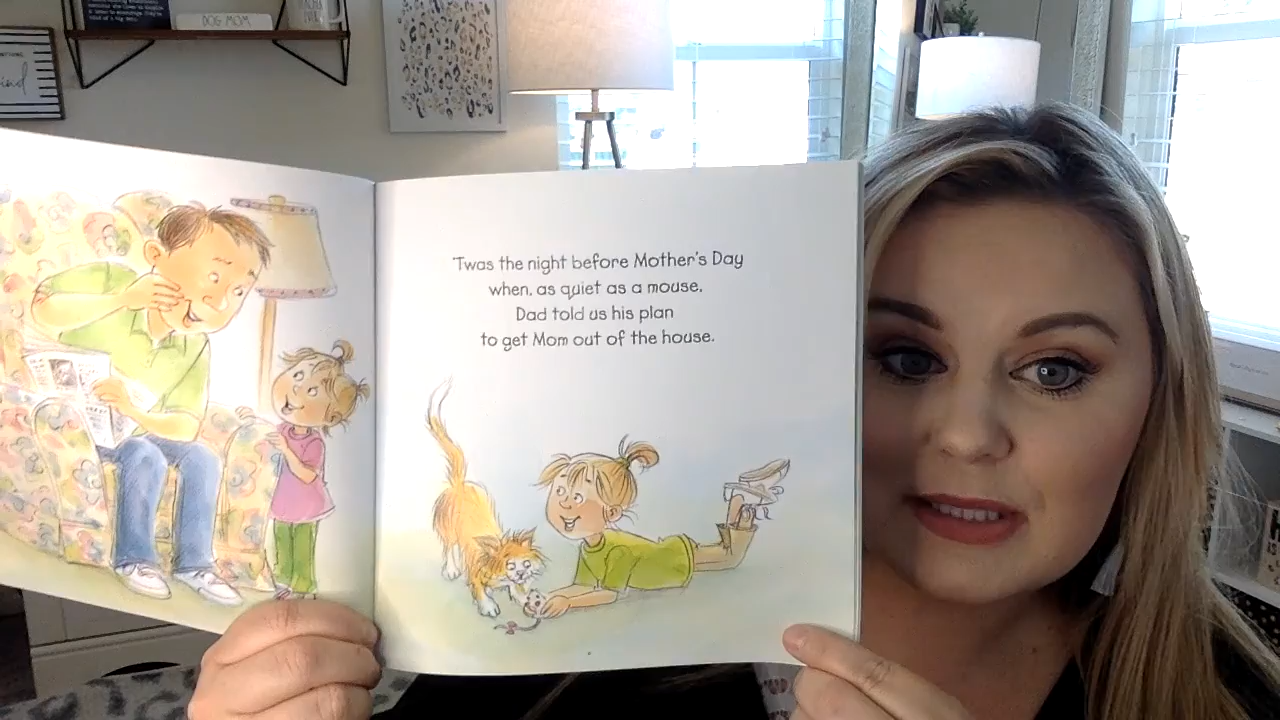 DOG MOM
'Twas the night before Mother's Day
when, as quiet as a mouse,
Dad told us his plan
to get Mom out of the house.